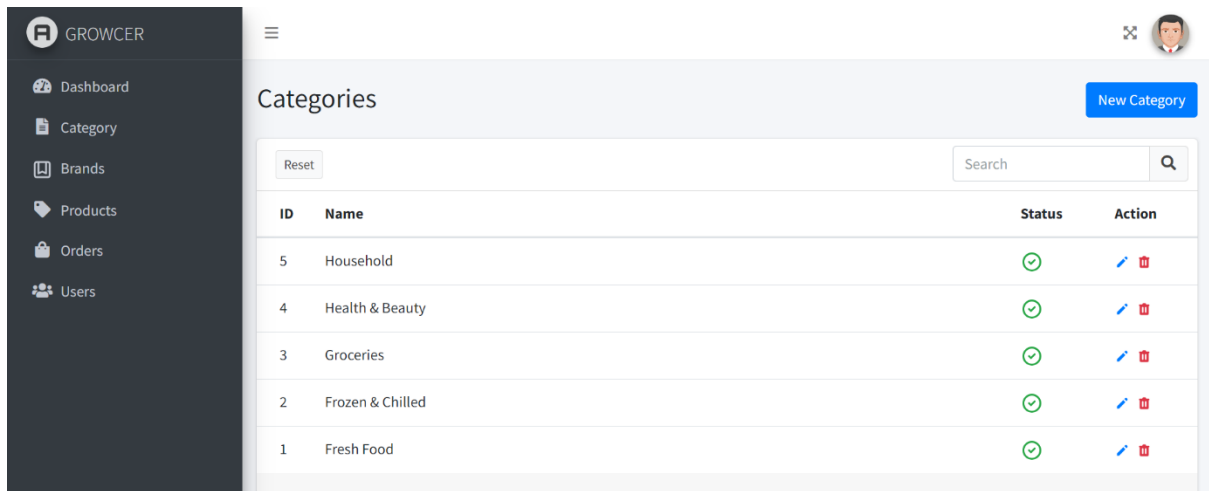 GROWCER
Dashboard
Category
Brands
Products
Orders
Users
Categories
New Category
Reset
Search
ID Name Status Action
5 Household
4 Health & Beauty
3 Groceries
2 Frozen & Chilled
1 Fresh Food